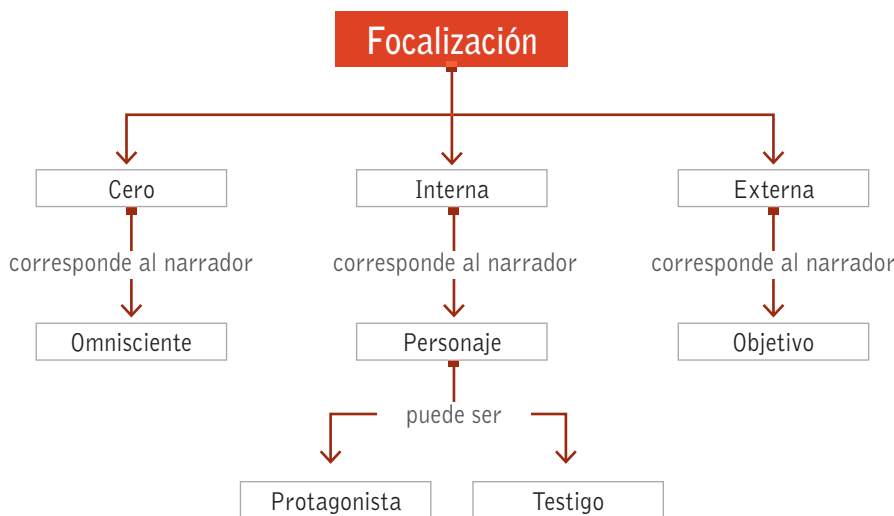 Focalización
Cero
Interna
Externa
corresponde al narrador
corresponde al narrador
corresponde al narrador
Omnisciente
Personaje
Objetivo
puede ser
Protagonista
Testigo